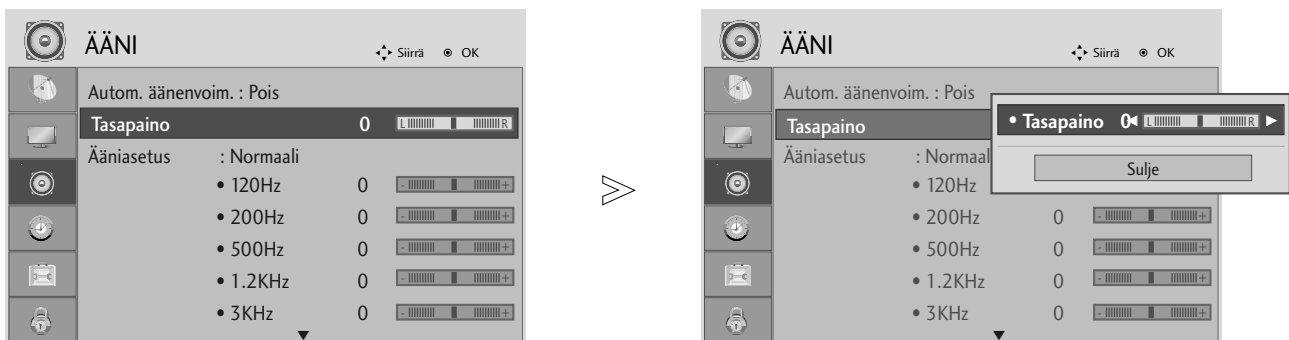 ÄÄNI
Siirrä OK
Autom. äänenvoim. : Pois
Tasapaino 0 L R
Ääniasetus : Normaali
• 120Hz 0 - +
• 200Hz 0 - +
• 500Hz 0 - +
• 1.2KHz 0 - +
• 3KHz 0 - +
ÄÄNI
Siirrä OK
Autom. äänenvoim. : Pois
Tasapaino
Ääniasetus : Normaal
• 120Hz
• 200Hz 0 - +
• 500Hz 0 - +
• 1.2KHz 0 - +
• 3KHz 0 - +
• Tasapaino 0 L R
Sulje